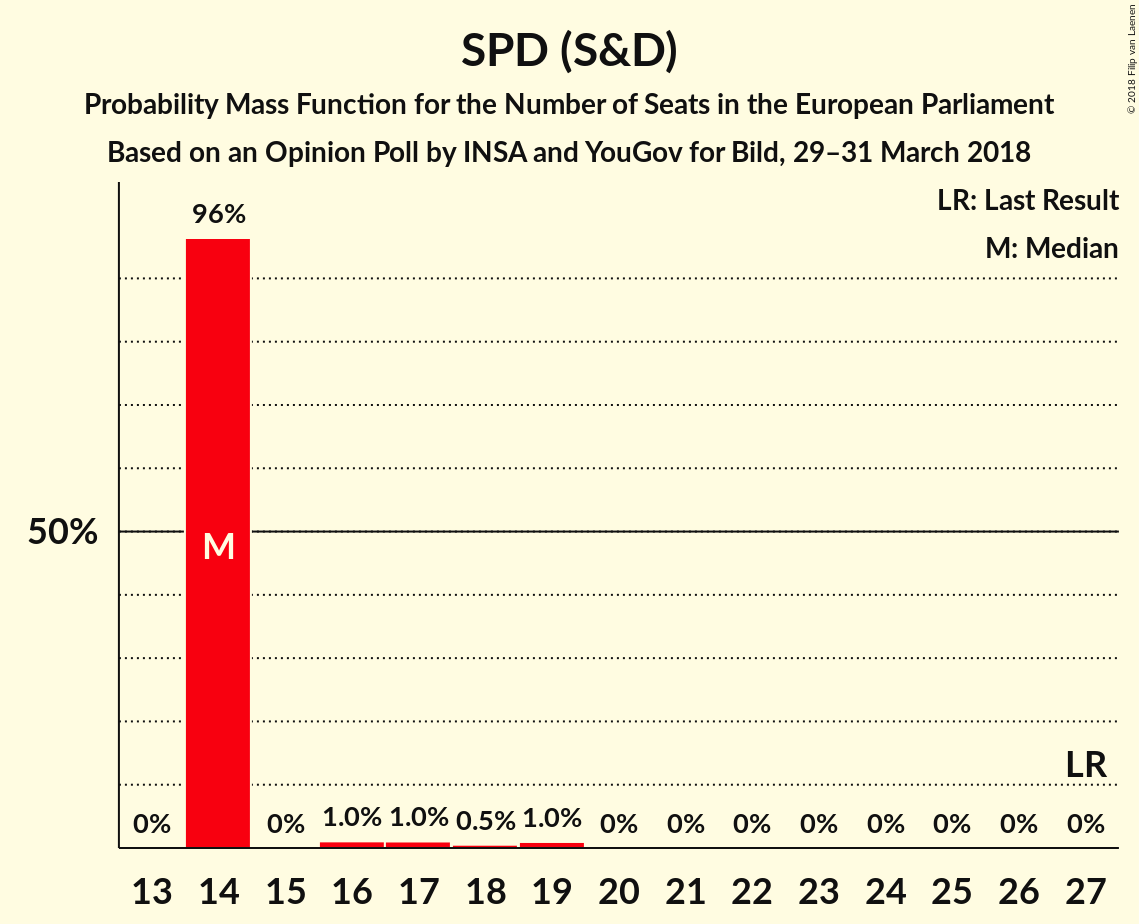 SPD (S&D)
Probability Mass Function for the Number of Seats in the European Parliament
Based on an Opinion Poll by INSA and YouGov for Bild, 29–31 March 2018
© 2018 Filip van Laenen
LR: Last Result
M: Median
96%
50%
M
LR
0% 0% 1.0% 1.0% 0.5% 1.0% 0% 0% 0% 0% 0% 0% 0% 0%
13 14 15 16 17 18 19 20 21 22 23 24 25 26 27